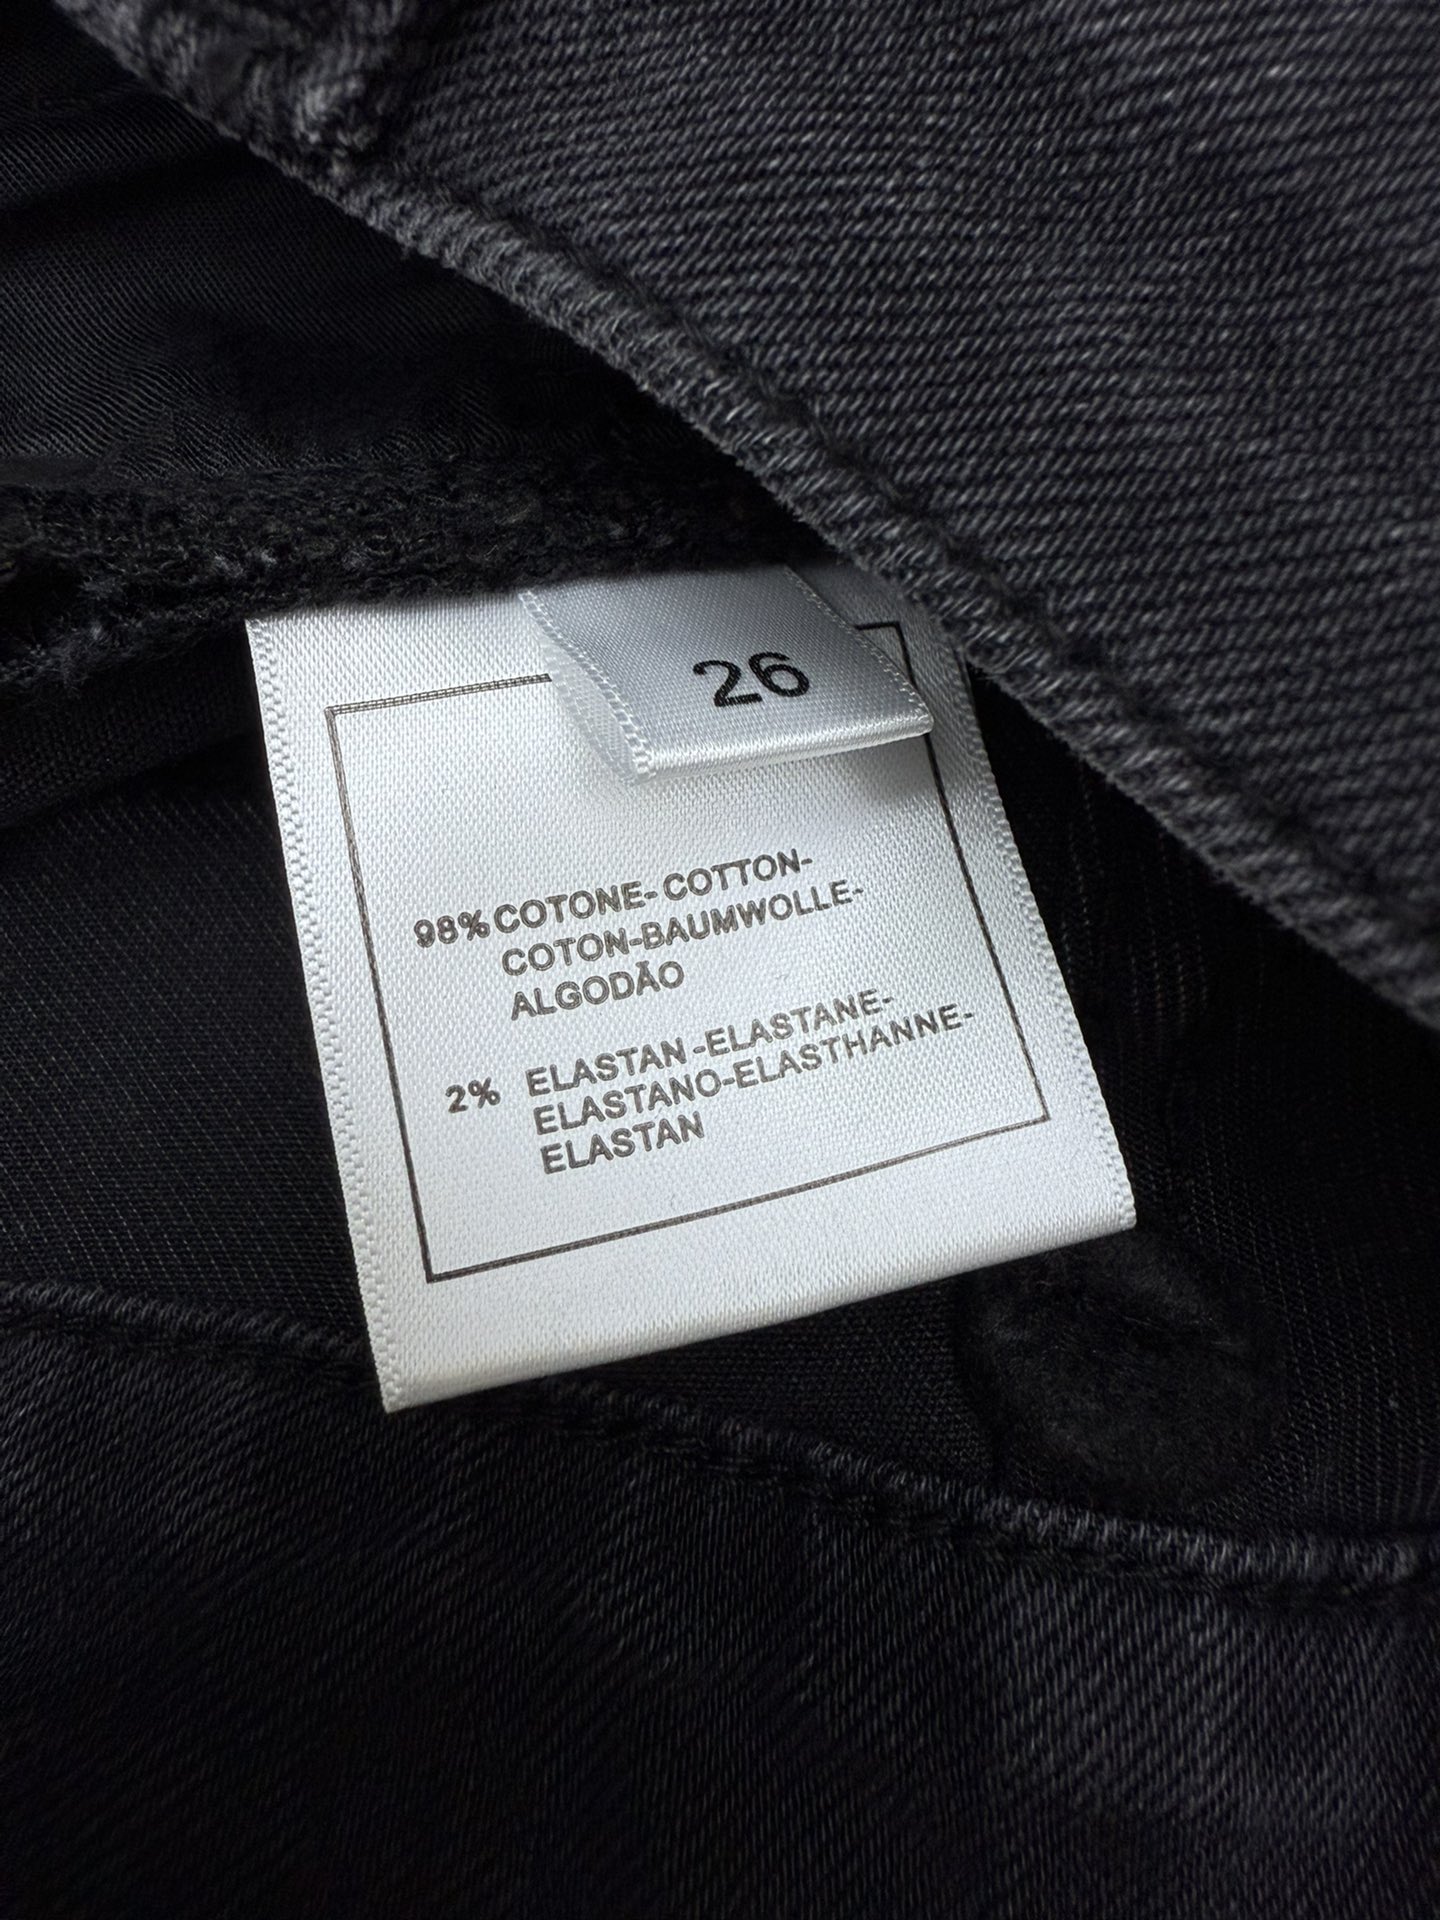 26
98% COTONE- COTTON-
COTON-BAUMWOLLE-
ALGODÃO
2% ELASTAN -ELASTANE-
ELASTANO-ELASTHANNE-
ELASTAN